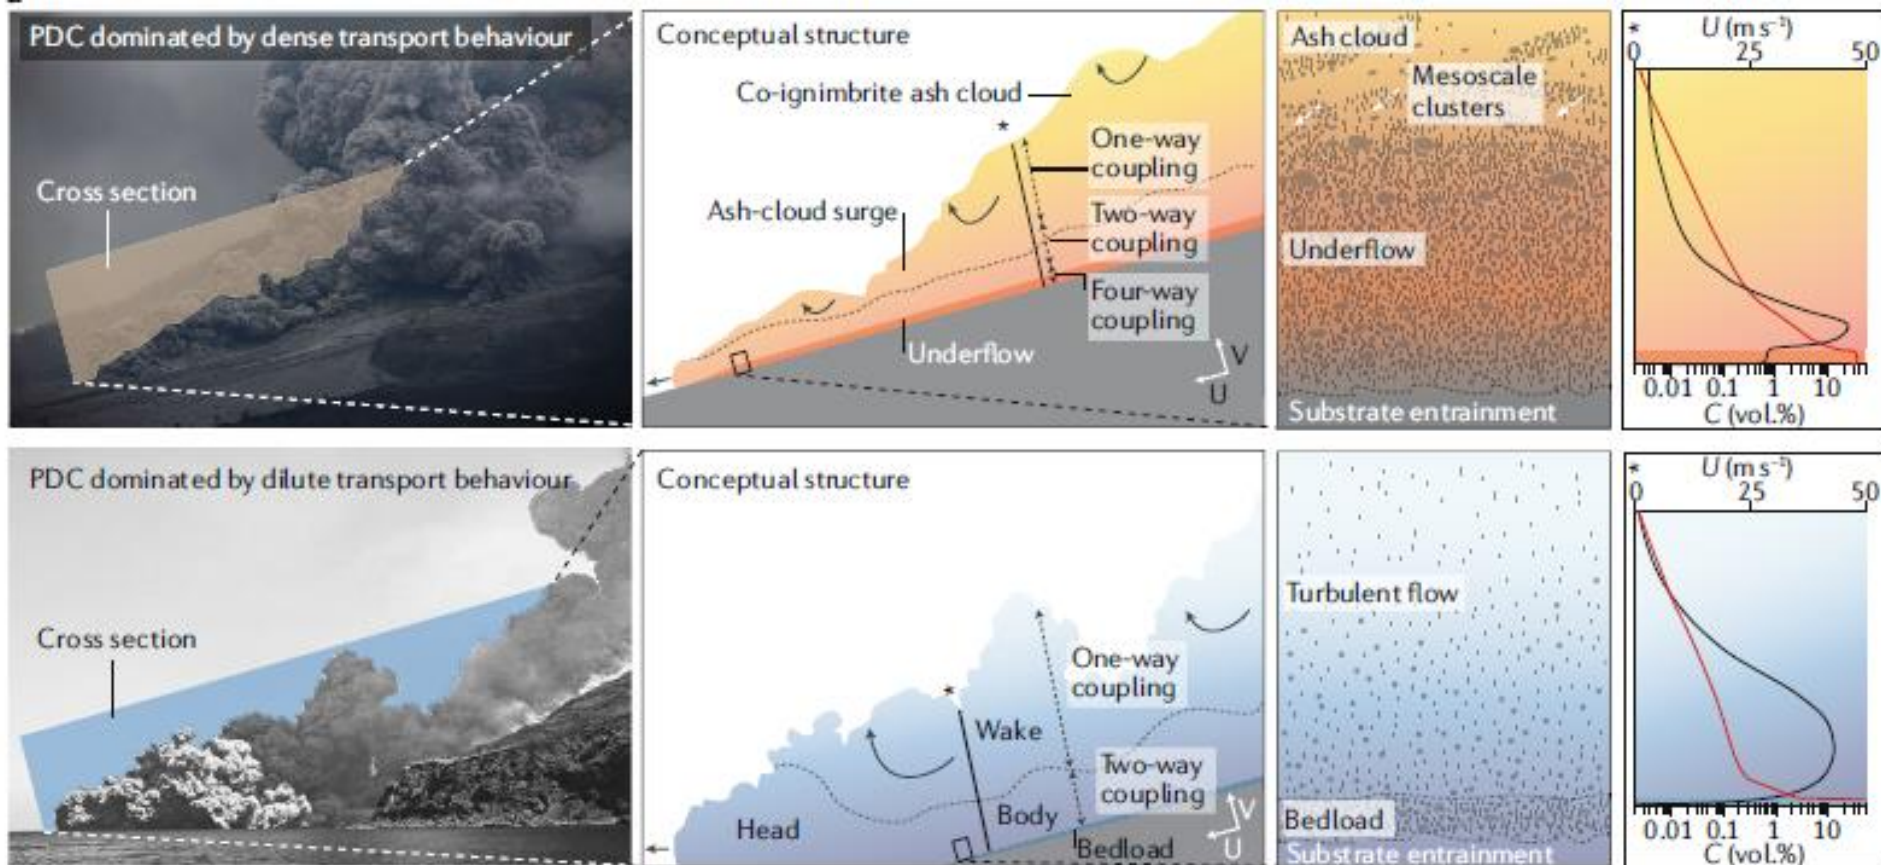 PDC dominated by dense transport behaviour
Cross section
Conceptual structure
Co-ignimbrite ash cloud
*
One-way
coupling
Ash-cloud surge
Two-way
coupling
Four-way
coupling
Underflow
V
U
Ash cloud
Mesoscale
clusters
Underflow
Substrate entrainment
*
U (m s⁻¹)
0 25 50
0.01 0.1 1 10
C (vol.%)
PDC dominated by dilute transport behaviour
Cross section
Conceptual structure
One-way
coupling
*
Wake
Two-way
coupling
Head
Body
V
U
Bedload
Turbulent flow
Bedload
Substrate entrainment
*
U (m s⁻¹)
0 25 50
0.01 0.1 1 10
C (vol.%)